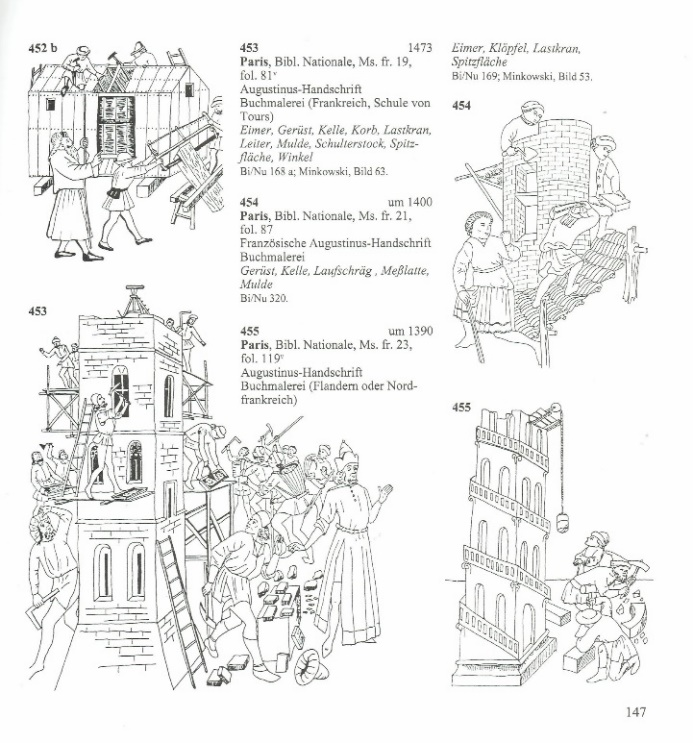 452 b
453 1473
Paris, Bibl. Nationale, Ms. fr. 19,
fol. 81ᵛ
Augustinus-Handschrift
Buchmalerei (Frankreich, Schule von
Tours)
Eimer, Gerüst, Kelle, Korb, Lastkran,
Leiter, Mulde, Schulterstock, Spitz-
fläche, Winkel
Bi/Nu 168 a; Minkowski, Bild 63.
454 um 1400
Paris, Bibl. Nationale, Ms. fr. 21,
fol. 87
Französische Augustinus-Handschrift
Buchmalerei
Gerüst, Kelle, Laufschräg , Meßlatte,
Mulde
Bi/Nu 320.
453
455 um 1390
Paris, Bibl. Nationale, Ms. fr. 23,
fol. 119ᵛ
Augustinus-Handschrift
Buchmalerei (Flandern oder Nord-
frankreich)
Eimer, Klöpfel, Lastkran,
Spitzfläche
Bi/Nu 169; Minkowski, Bild 53.
454
455
147